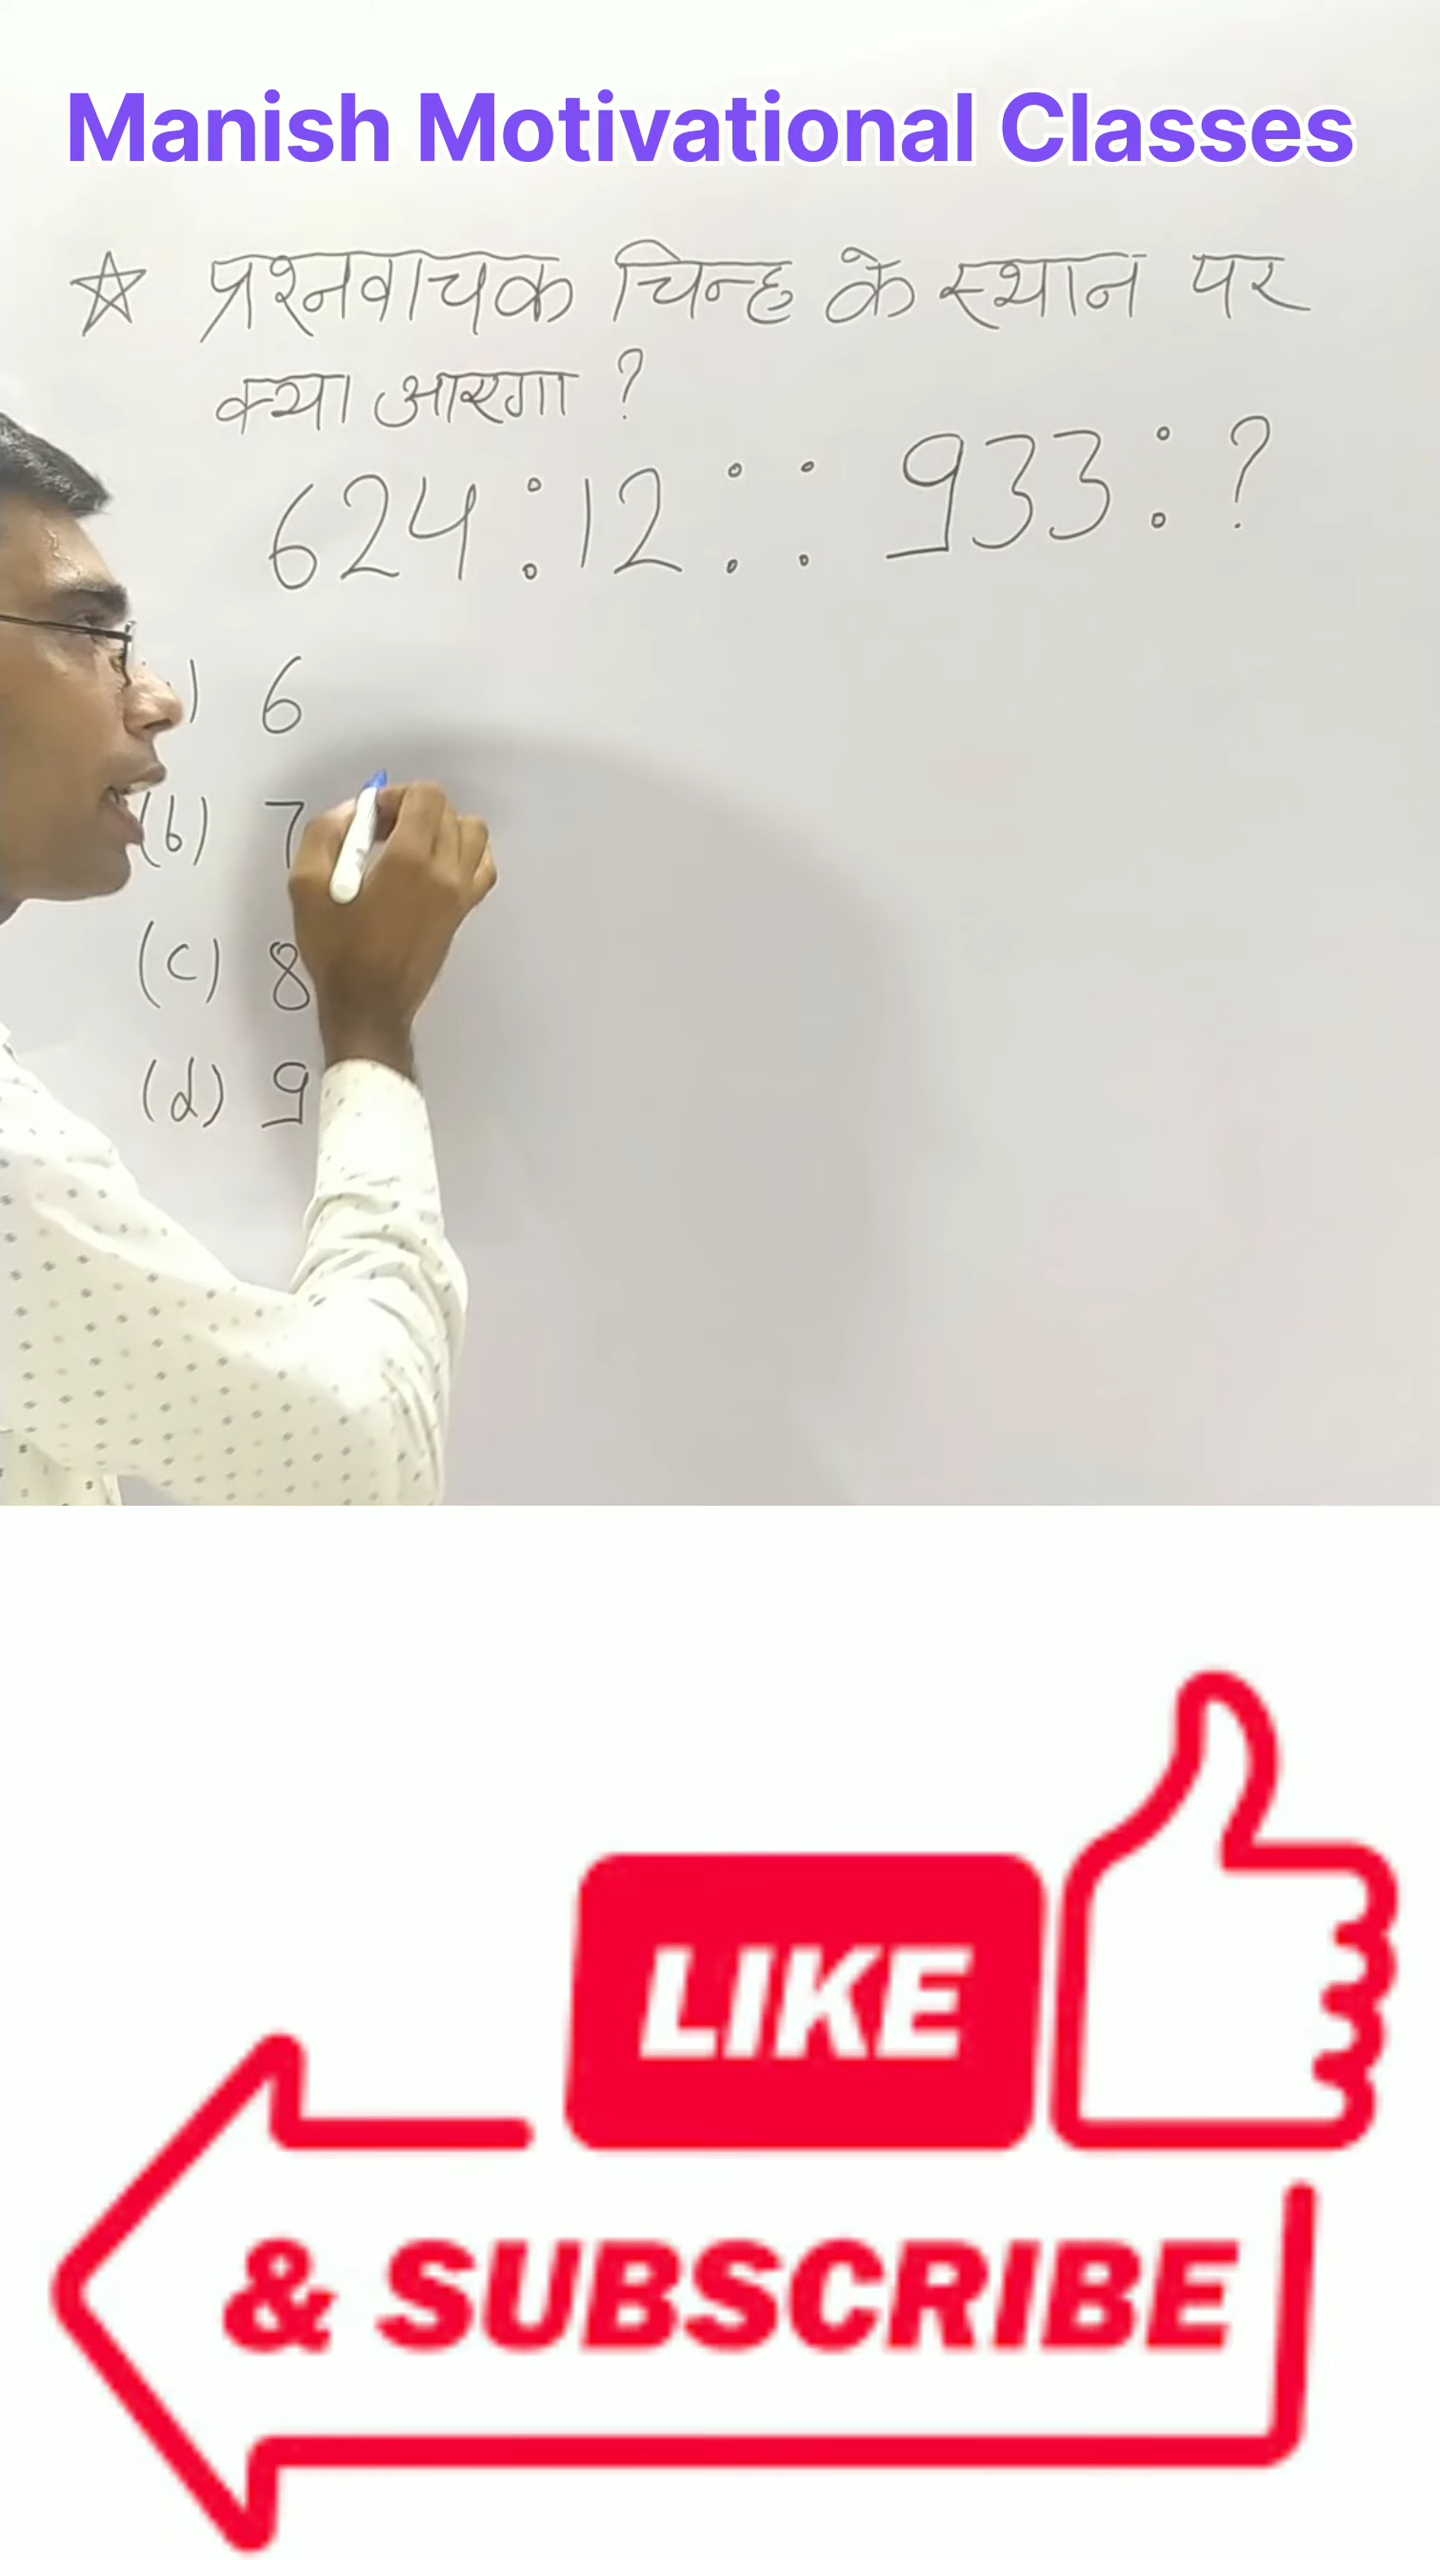 Manish Motivational Classes
☆ प्रश्नवाचक चिन्ह के स्थान पर
क्या आएगा ?
624 : 12 : : 933 : ?
) 6
(b) 7
(c) 8
(d) 9
LIKE
& SUBSCRIBE